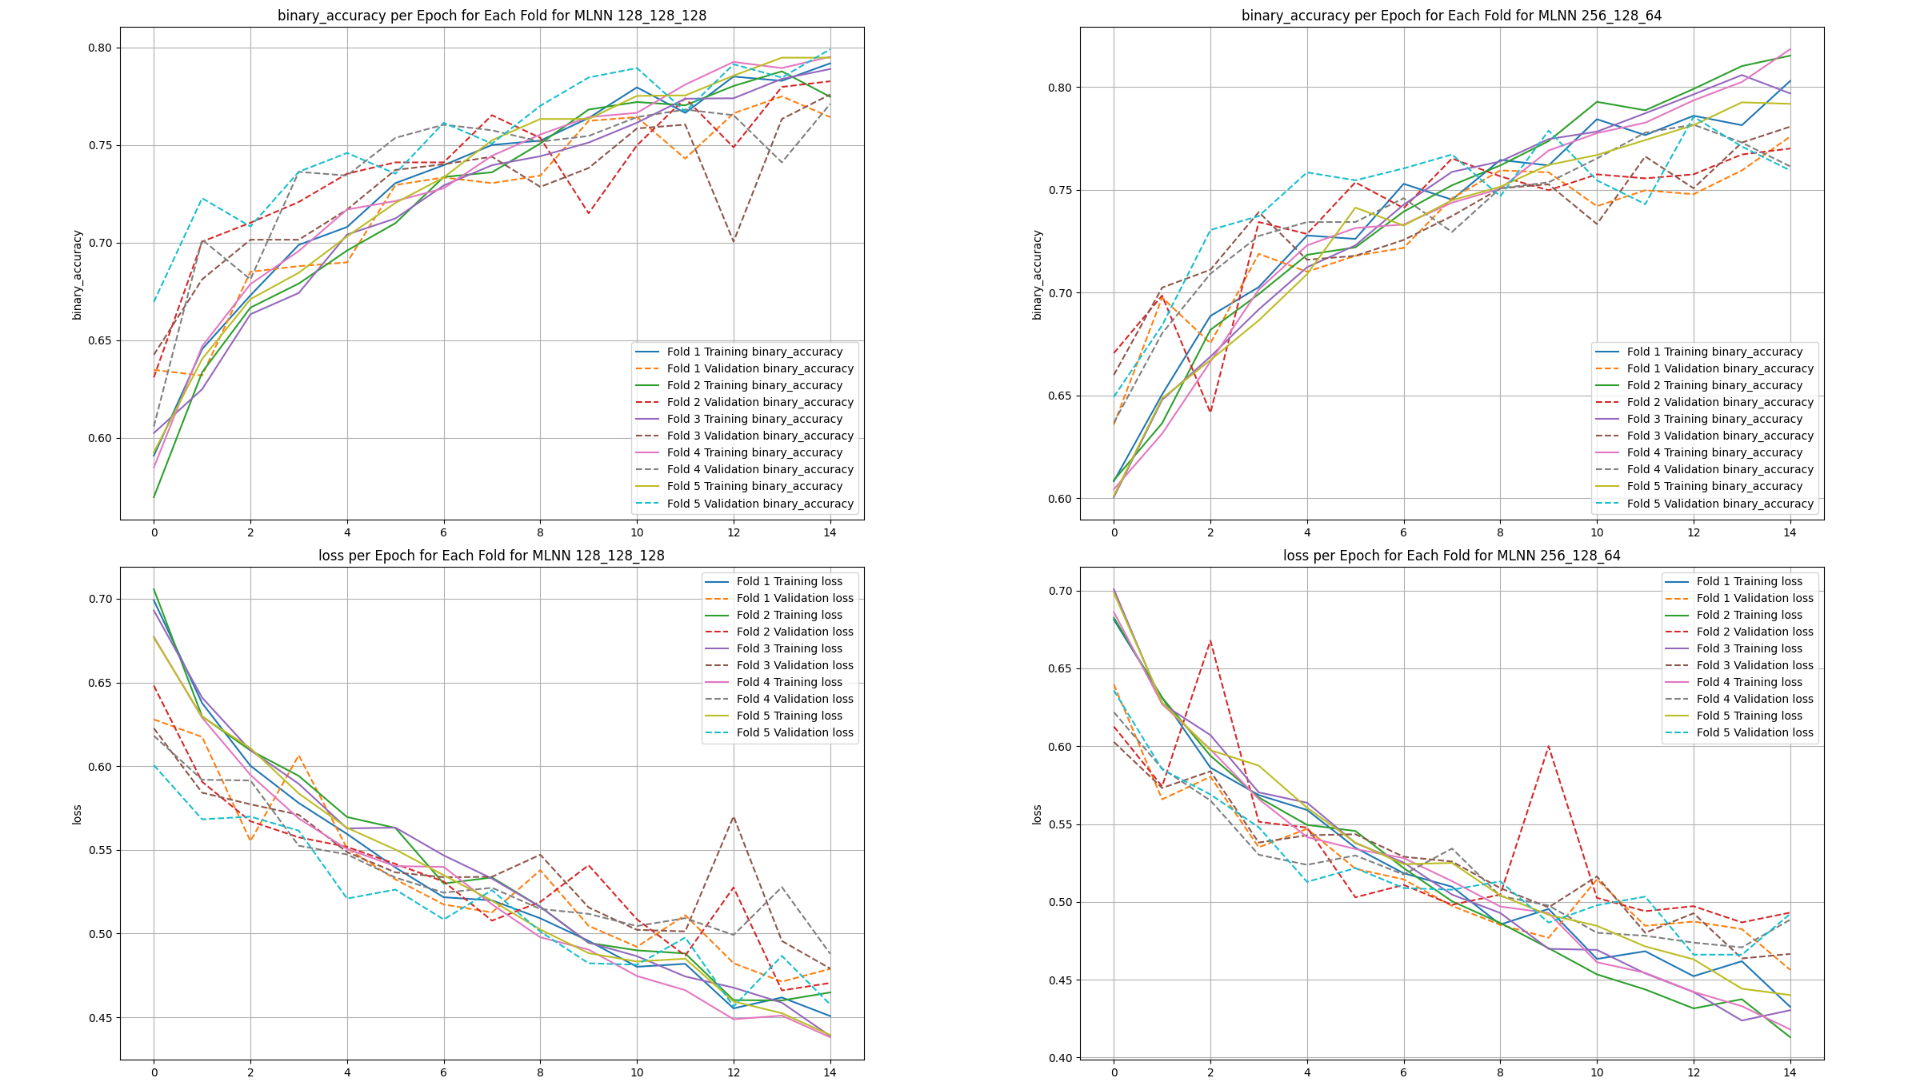 binary_accuracy per Epoch for Each Fold for MLNN 128_128_128
binary_accuracy
0.80
0.75
0.70
0.65
0.60
Fold 1 Training binary_accuracy
Fold 1 Validation binary_accuracy
Fold 2 Training binary_accuracy
Fold 2 Validation binary_accuracy
Fold 3 Training binary_accuracy
Fold 3 Validation binary_accuracy
Fold 4 Training binary_accuracy
Fold 4 Validation binary_accuracy
Fold 5 Training binary_accuracy
Fold 5 Validation binary_accuracy
0 2 4 6 8 10 12 14
binary_accuracy per Epoch for Each Fold for MLNN 256_128_64
binary_accuracy
0.80
0.75
0.70
0.65
0.60
Fold 1 Training binary_accuracy
Fold 1 Validation binary_accuracy
Fold 2 Training binary_accuracy
Fold 2 Validation binary_accuracy
Fold 3 Training binary_accuracy
Fold 3 Validation binary_accuracy
Fold 4 Training binary_accuracy
Fold 4 Validation binary_accuracy
Fold 5 Training binary_accuracy
Fold 5 Validation binary_accuracy
0 2 4 6 8 10 12 14
loss per Epoch for Each Fold for MLNN 128_128_128
loss
0.70
0.65
0.60
0.55
0.50
0.45
Fold 1 Training loss
Fold 1 Validation loss
Fold 2 Training loss
Fold 2 Validation loss
Fold 3 Training loss
Fold 3 Validation loss
Fold 4 Training loss
Fold 4 Validation loss
Fold 5 Training loss
Fold 5 Validation loss
0 2 4 6 8 10 12 14
loss per Epoch for Each Fold for MLNN 256_128_64
loss
0.70
0.65
0.60
0.55
0.50
0.45
0.40
Fold 1 Training loss
Fold 1 Validation loss
Fold 2 Training loss
Fold 2 Validation loss
Fold 3 Training loss
Fold 3 Validation loss
Fold 4 Training loss
Fold 4 Validation loss
Fold 5 Training loss
Fold 5 Validation loss
0 2 4 6 8 10 12 14